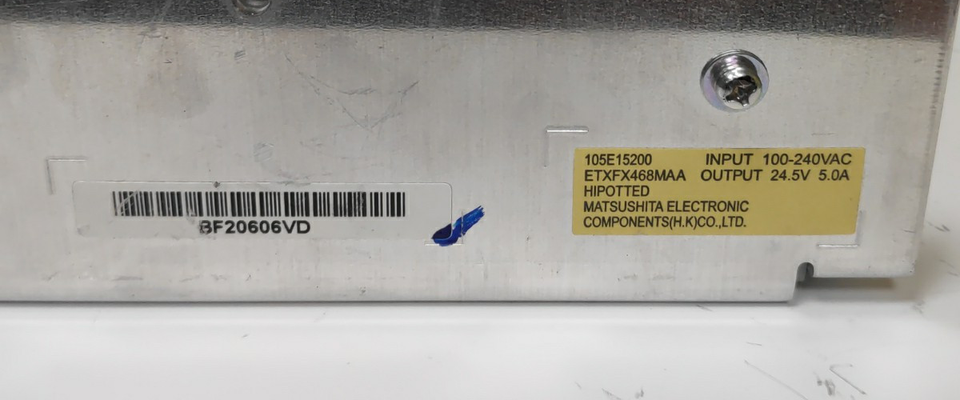 BF20606VD
105E15200 INPUT 100-240VAC
ETXFX468MAA OUTPUT 24.5V 5.0A
HIPOTTED
MATSUSHITA ELECTRONIC
COMPONENTS(H.K)CO.,LTD.